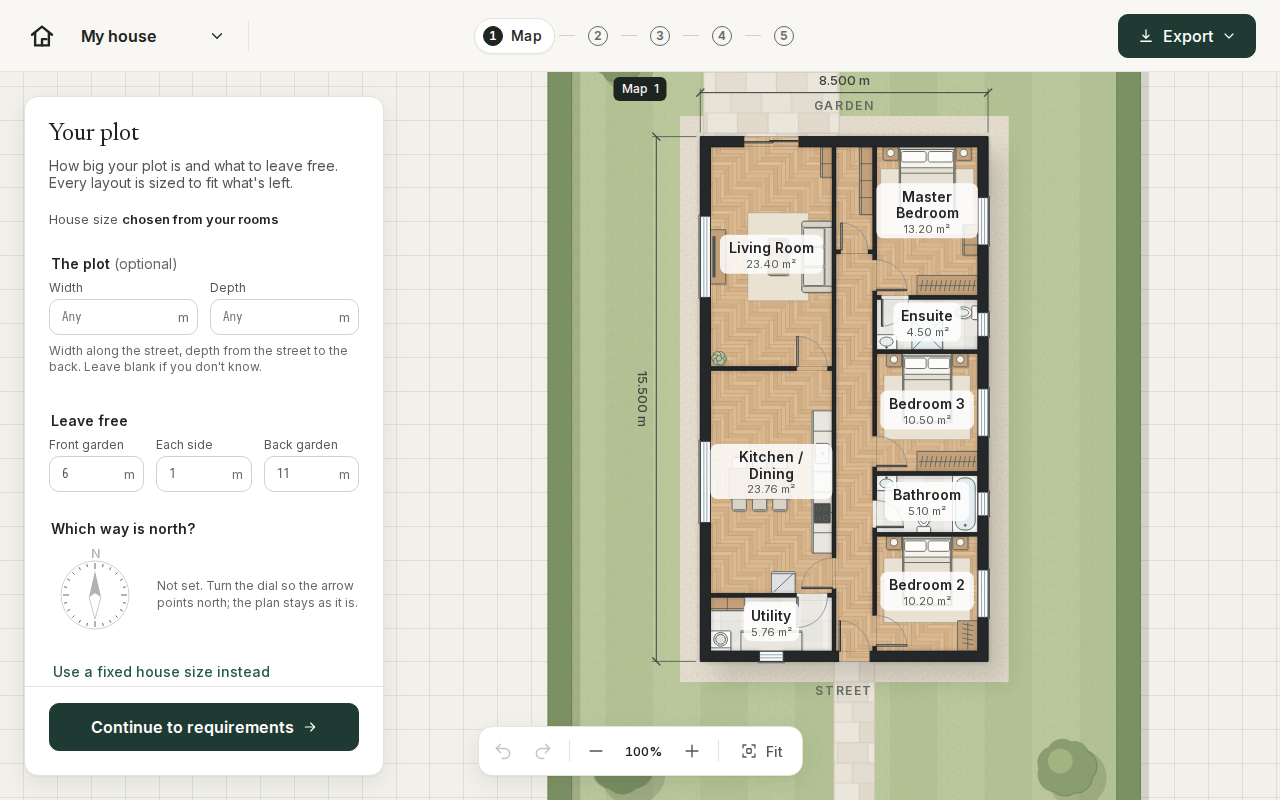 My house
1 Map
2
3
4
5
Export
Your plot
How big your plot is and what to leave free.
Every layout is sized to fit what's left.
House size chosen from your rooms
The plot (optional)
Width
Depth
Any m
Any m
Width along the street, depth from the street to the
back. Leave blank if you don't know.
Leave free
Front garden
Each side
Back garden
6 m
1 m
11 m
Which way is north?
N
Not set. Turn the dial so the arrow
points north; the plan stays as it is.
Use a fixed house size instead
Continue to requirements
Map 1
8.500 m
GARDEN
15.500 m
Living Room
23.40 m²
Master
Bedroom
13.20 m²
Ensuite
4.50 m²
Bedroom 3
10.50 m²
Kitchen /
Dining
23.76 m²
Bathroom
5.10 m²
Bedroom 2
10.20 m²
Utility
5.76 m²
STREET
100%
Fit